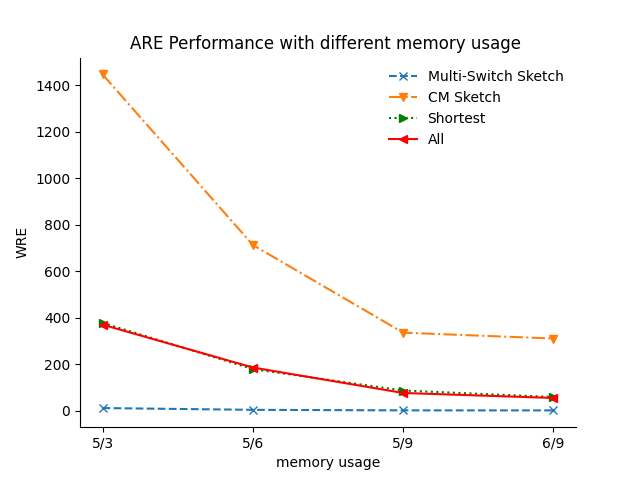 ARE Performance with different memory usage
Multi-Switch Sketch
CM Sketch
Shortest
All
WRE
1400
1200
1000
800
600
400
200
0
5/3
5/6
5/9
6/9
memory usage